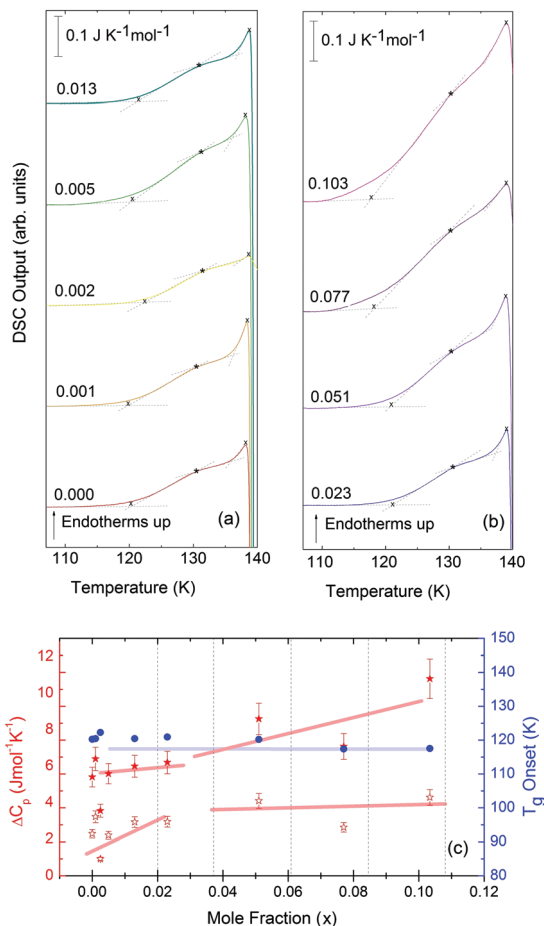 0.1 J K-1mol-1
0.013
0.005
0.002
0.001
0.000
Endotherms up
(a)
110 120 130 140
Temperature (K)
DSC Output (arb. units)
0.1 J K-1mol-1
0.103
0.077
0.051
0.023
Endotherms up
(b)
110 120 130 140
Temperature (K)
12
10
8
6
4
2
0
ΔCp (Jmol-1K-1)
150
140
130
120
110
100
90
80
Tg Onset (K)
(c)
0.00 0.02 0.04 0.06 0.08 0.10 0.12
Mole Fraction (x)